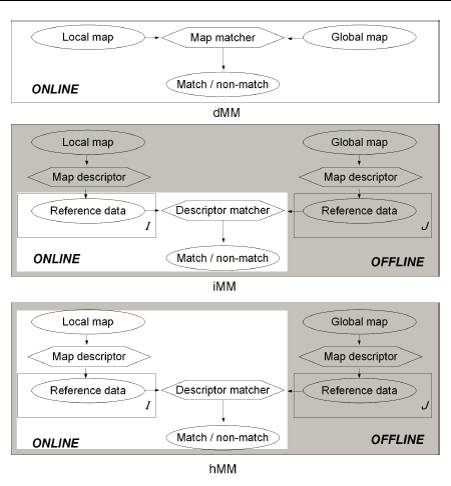 Local map
Map matcher
Global map
Match / non-match
ONLINE
dMM
Local map
Global map
Map descriptor
Map descriptor
Reference data
Descriptor matcher
Reference data
I
J
Match / non-match
ONLINE
OFFLINE
iMM
Local map
Global map
Map descriptor
Map descriptor
Reference data
Descriptor matcher
Reference data
I
J
Match / non-match
ONLINE
OFFLINE
hMM